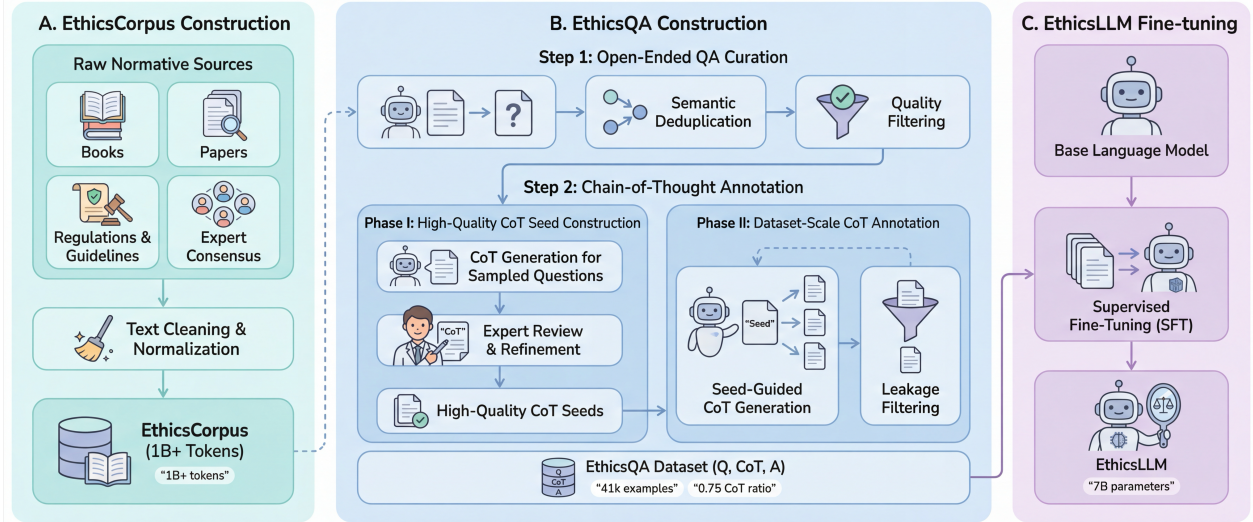 A. EthicsCorpus Construction
Raw Normative Sources
Books
Papers
Regulations &
Guidelines
Expert
Consensus
Text Cleaning &
Normalization
EthicsCorpus
(1B+ Tokens)
“1B+ tokens”
B. EthicsQA Construction
Step 1: Open-Ended QA Curation
?
Semantic
Deduplication
Quality
Filtering
Step 2: Chain-of-Thought Annotation
Phase I: High-Quality CoT Seed Construction
CoT Generation for
Sampled Questions
"CoT"
Expert Review
& Refinement
High-Quality CoT Seeds
Phase II: Dataset-Scale CoT Annotation
"Seed"
Seed-Guided
CoT Generation
Leakage
Filtering
Q
CoT
A
EthicsQA Dataset (Q, CoT, A)
“41k examples”
“0.75 CoT ratio”
C. EthicsLLM Fine-tuning
Base Language Model
Supervised
Fine-Tuning (SFT)
EthicsLLM
“7B parameters”